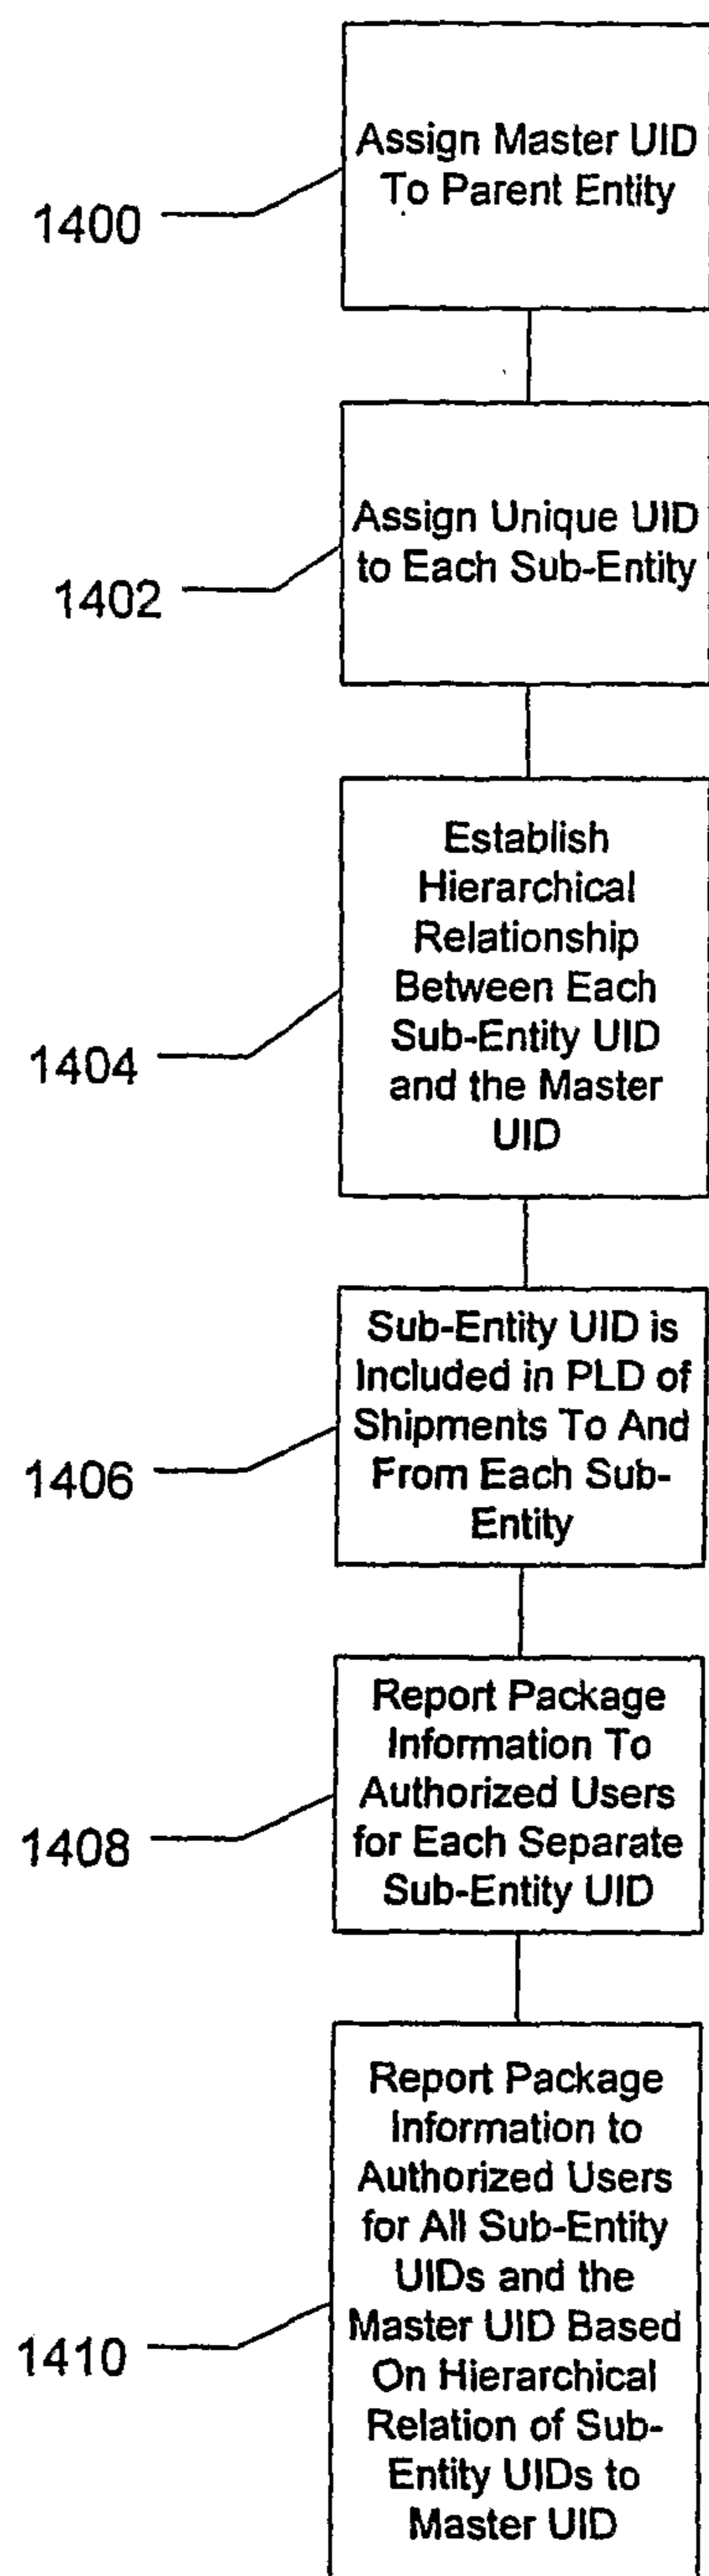 Assign Master UID
To Parent Entity
1400
Assign Unique UID
to Each Sub-Entity
1402
Establish
Hierarchical
Relationship
Between Each
Sub-Entity UID
and the Master
UID
1404
Sub-Entity UID is
Included in PLD of
Shipments To And
From Each Sub-
Entity
1406
Report Package
Information To
Authorized Users
for Each Separate
Sub-Entity UID
1408
Report Package
Information to
Authorized Users
for All Sub-Entity
UIDs and the
Master UID Based
On Hierarchical
Relation of Sub-
Entity UIDs to
Master UID
1410